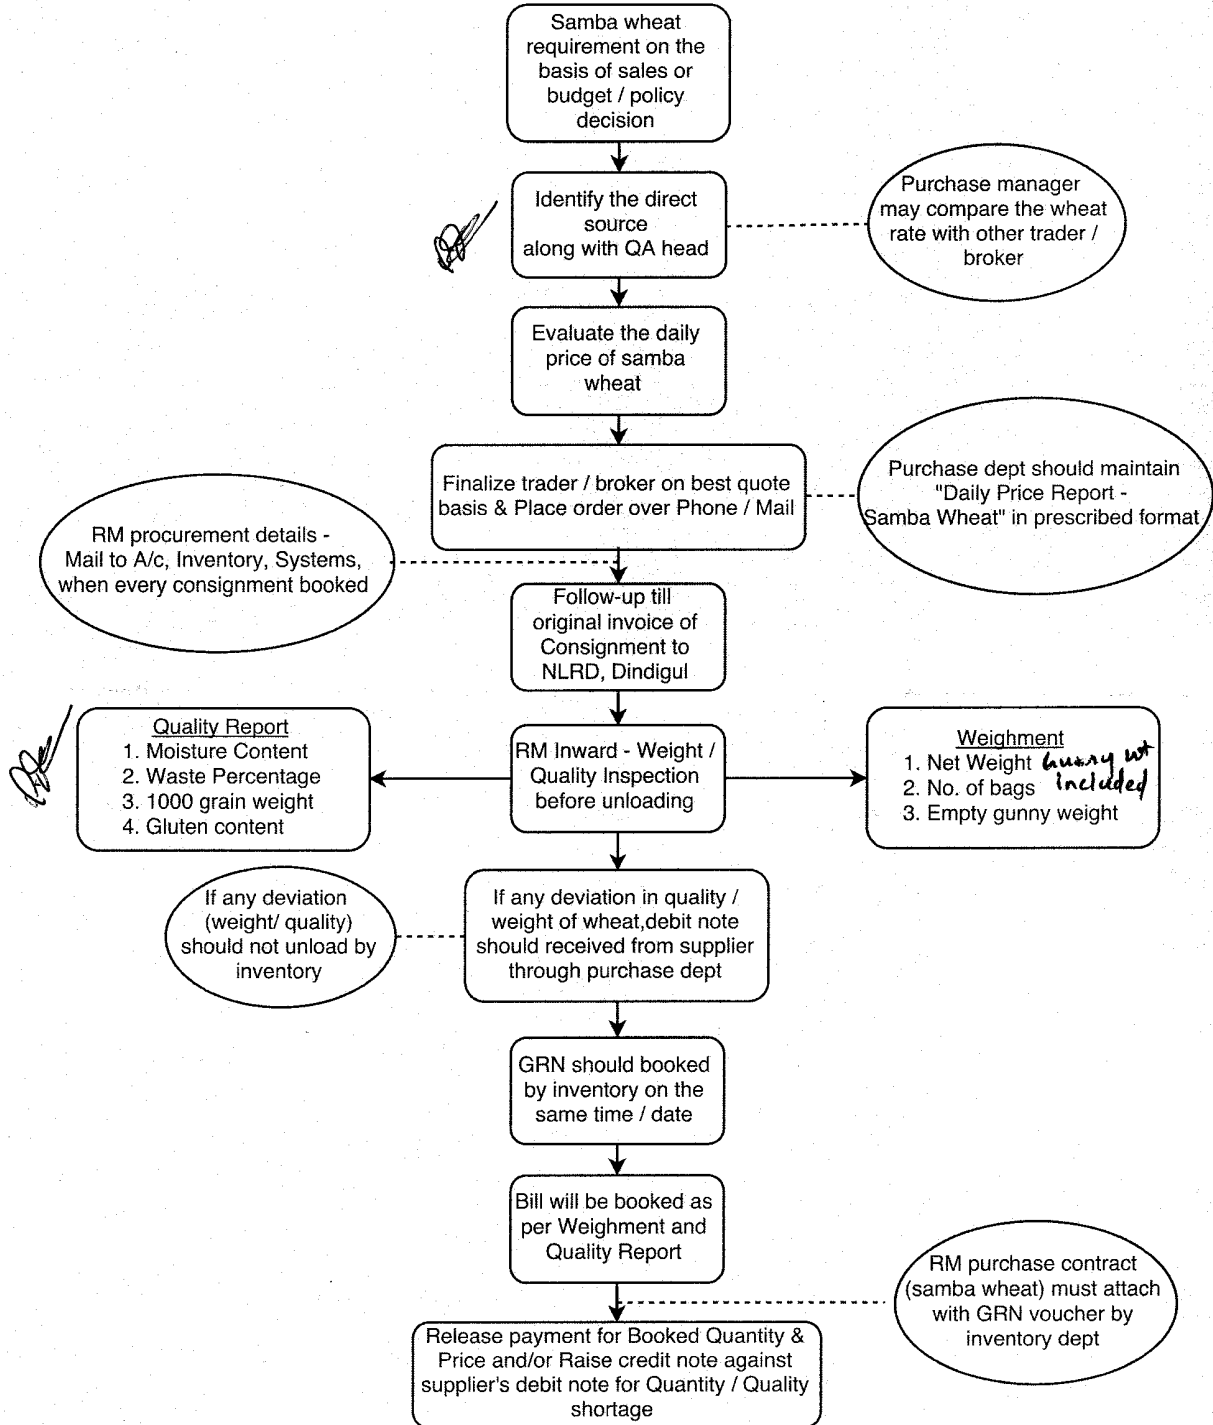 Samba wheat
requirement on the
basis of sales or
budget / policy
decision
Identify the direct
source
along with QA head
Purchase manager
may compare the wheat
rate with other trader /
broker
Evaluate the daily
price of samba
wheat
Finalize trader / broker on best quote
basis & Place order over Phone / Mail
Purchase dept should maintain
"Daily Price Report -
Samba Wheat" in prescribed format
RM procurement details -
Mail to A/c, Inventory, Systems,
when every consignment booked
Follow-up till
original invoice of
Consignment to
NLRD, Dindigul
Quality Report
1. Moisture Content
2. Waste Percentage
3. 1000 grain weight
4. Gluten content
RM Inward - Weight /
Quality Inspection
before unloading
Weighment
1. Net Weight Gunny wt
2. No. of bags included
3. Empty gunny weight
If any deviation
(weight/ quality)
should not unload by
inventory
If any deviation in quality /
weight of wheat,debit note
should received from supplier
through purchase dept
GRN should booked
by inventory on the
same time / date
Bill will be booked as
per Weighment and
Quality Report
RM purchase contract
(samba wheat) must attach
with GRN voucher by
inventory dept
Release payment for Booked Quantity &
Price and/or Raise credit note against
supplier's debit note for Quantity / Quality
shortage